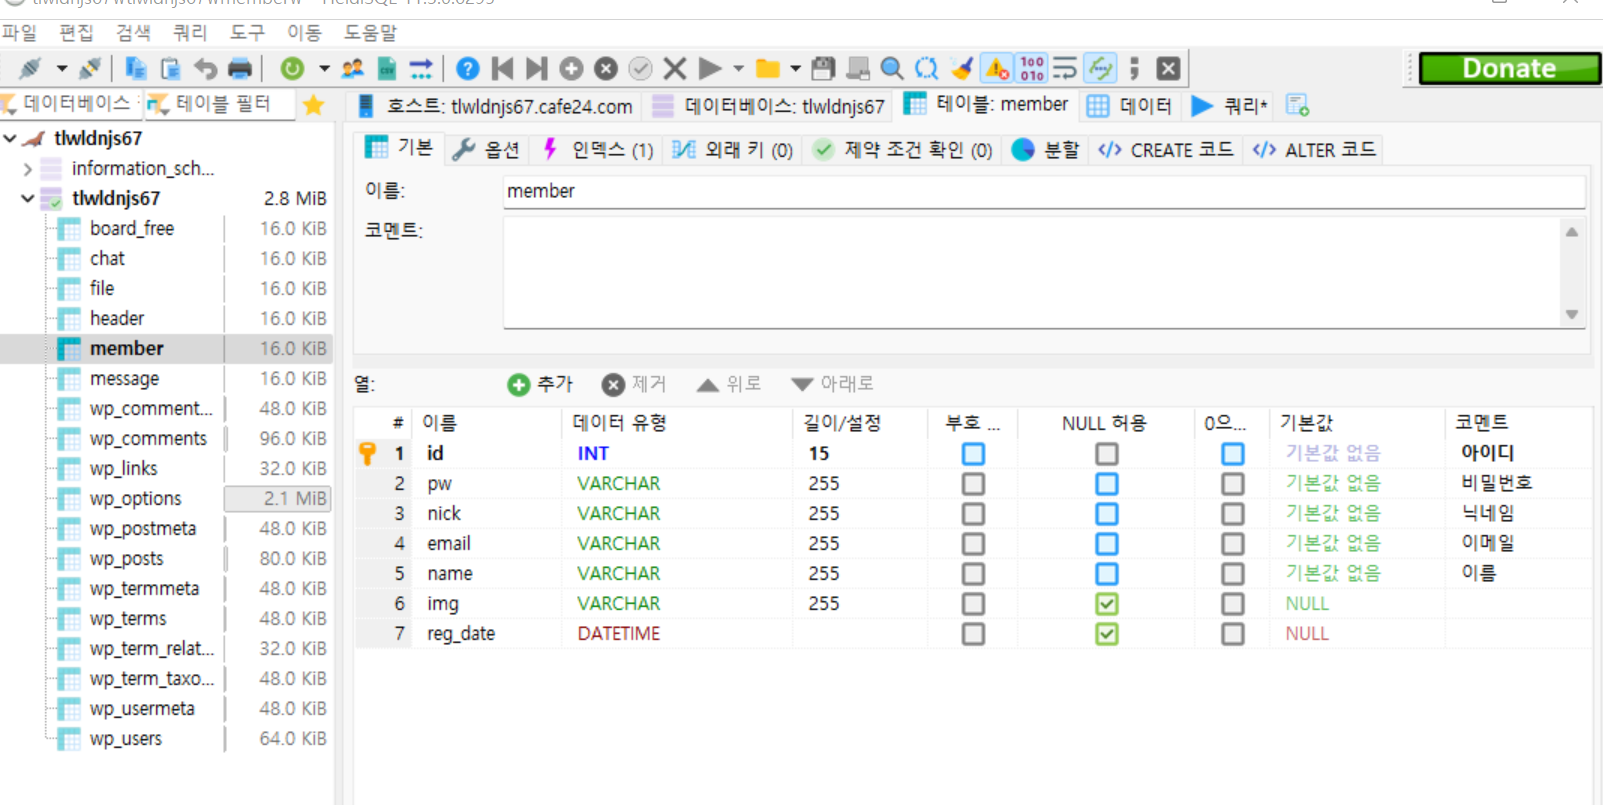 파일 편집 검색 쿼리 도구 이동 도움말
Donate
데이터베이스 테이블 필터
호스트: tlwldnjs67.cafe24.com 데이터베이스: tlwldnjs67 테이블: member 데이터 쿼리*
tlwldnjs67
information_sch...
tlwldnjs67 2.8 MiB
board_free 16.0 KiB
chat 16.0 KiB
file 16.0 KiB
header 16.0 KiB
member 16.0 KiB
message 16.0 KiB
wp_comment... 48.0 KiB
wp_comments 96.0 KiB
wp_links 32.0 KiB
wp_options 2.1 MiB
wp_postmeta 48.0 KiB
wp_posts 80.0 KiB
wp_termmeta 48.0 KiB
wp_terms 48.0 KiB
wp_term_relat... 32.0 KiB
wp_term_taxo... 48.0 KiB
wp_usermeta 48.0 KiB
wp_users 64.0 KiB
기본 옵션 인덱스 (1) 외래 키 (0) 제약 조건 확인 (0) 분할 </> CREATE 코드 </> ALTER 코드
이름: member
코멘트:
열: 추가 제거 위로 아래로
# 이름 데이터 유형 길이/설정 부호 ... NULL 허용 0으... 기본값 코멘트
1 id INT 15 기본값 없음 아이디
2 pw VARCHAR 255 기본값 없음 비밀번호
3 nick VARCHAR 255 기본값 없음 닉네임
4 email VARCHAR 255 기본값 없음 이메일
5 name VARCHAR 255 기본값 없음 이름
6 img VARCHAR 255 NULL
7 reg_date DATETIME NULL